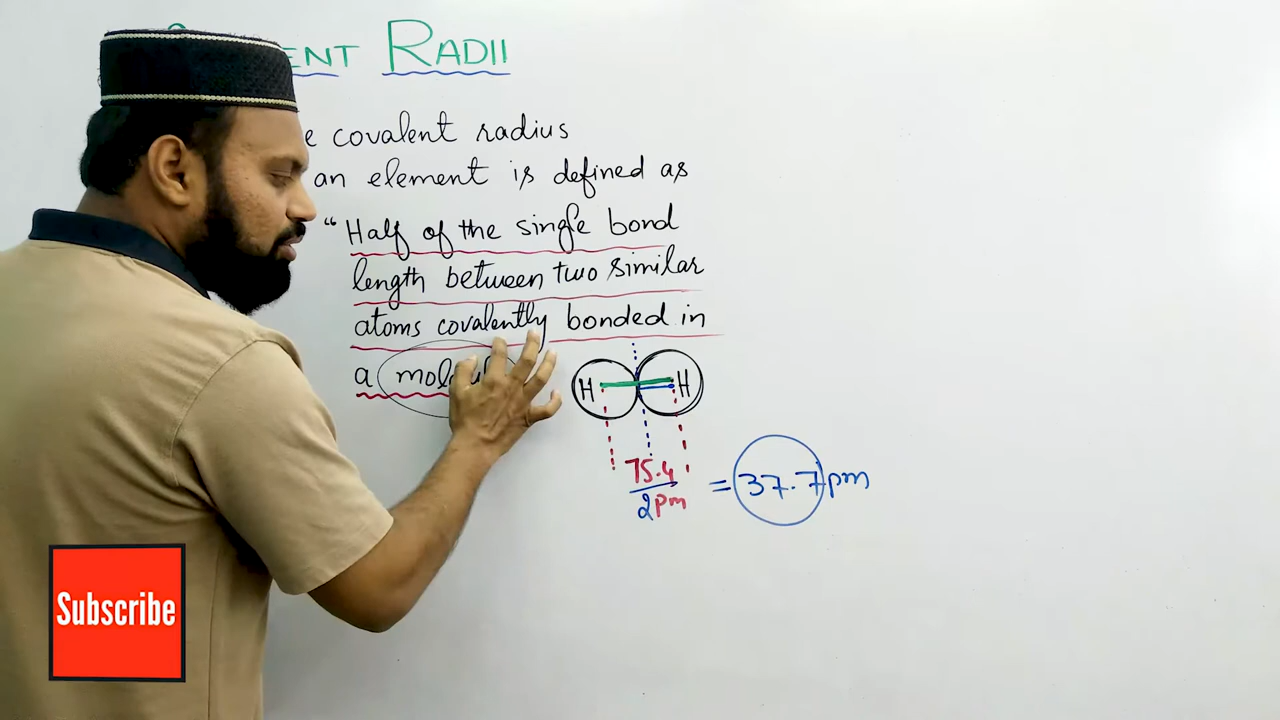 RADII
covalent radius
an element is defined as
"Half of the single bond
length between two similar
atoms covalently bonded in
a
H H
75.4
2pm
= 37.7pm
Subscribe